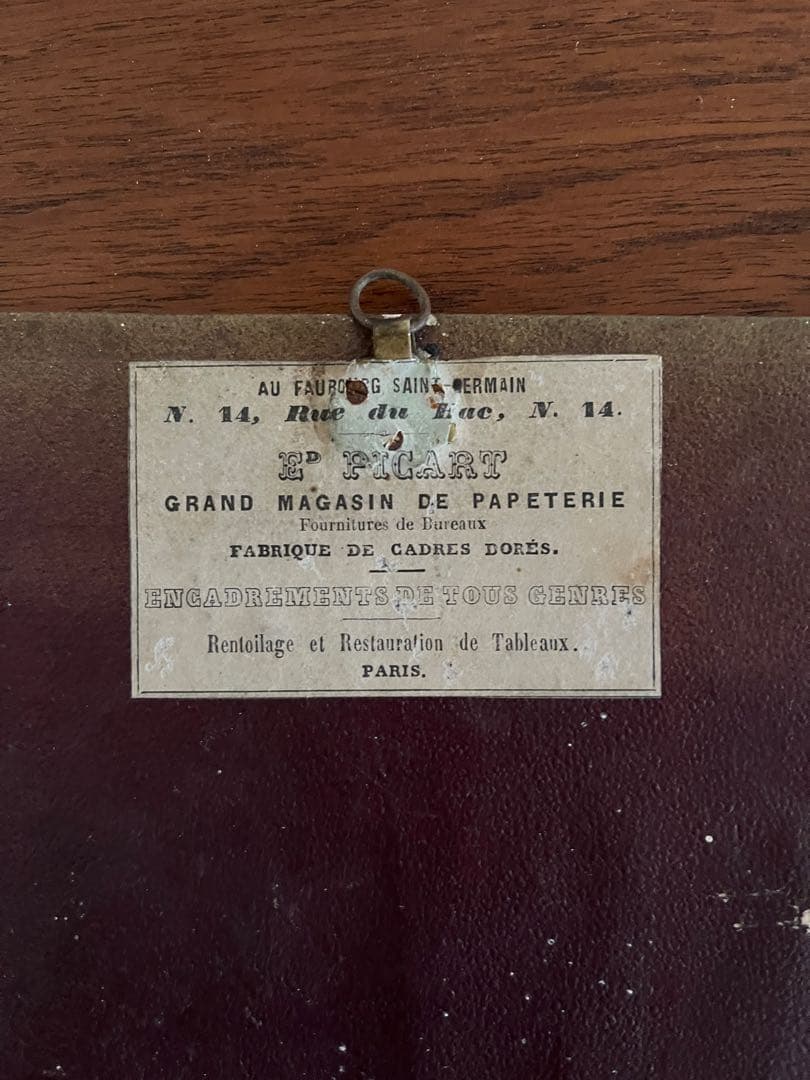 AU FAUBOURG SAINT-GERMAIN
N. 14, Rue du Bac, N. 14.
ED PICART
GRAND MAGASIN DE PAPETERIE
Fournitures de Bureaux
FABRIQUE DE CADRES DORÉS.
ENCADREMENTS DE TOUS GENRES
Rentoilage et Restauration de Tableaux.
PARIS.